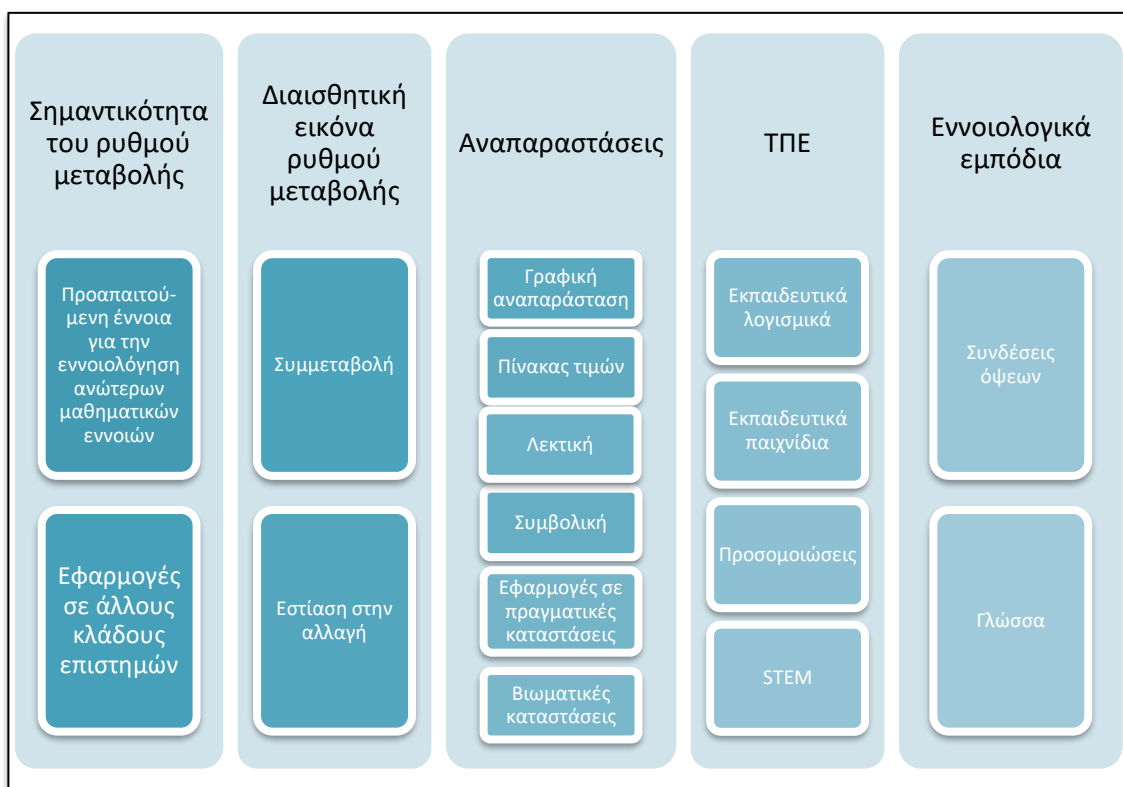 Σημαντικότητα
του ρυθμού
μεταβολής
Προαπαιτού-
μενη έννοια
για την
εννοιολόγηση
ανώτερων
μαθηματικών
εννοιών
Εφαρμογές
σε άλλους
κλάδους
επιστημών
Διαισθητική
εικόνα
ρυθμού
μεταβολής
Συμμεταβολή
Εστίαση στην
αλλαγή
Αναπαραστάσεις
Γραφική
αναπαράσταση
Πίνακας τιμών
Λεκτική
Συμβολική
Εφαρμογές σε
πραγματικές
καταστάσεις
Βιωματικές
καταστάσεις
ΤΠΕ
Εκπαιδευτικά
λογισμικά
Εκπαιδευτικά
παιχνίδια
Προσομοιώσεις
STEM
Εννοιολογικά
εμπόδια
Συνδέσεις
όψεων
Γλώσσα